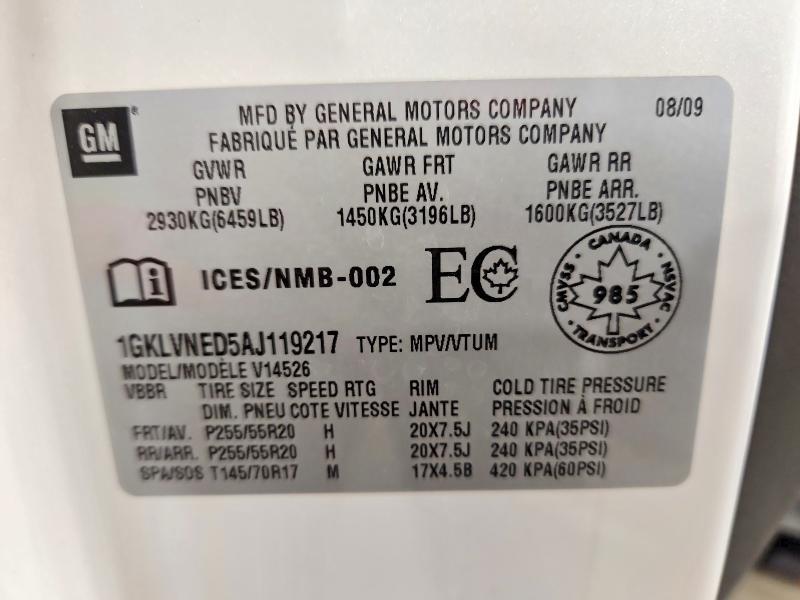 GM
MFD BY GENERAL MOTORS COMPANY 08/09
FABRIQUÉ PAR GENERAL MOTORS COMPANY
GVWR GAWR FRT GAWR RR
PNBV PNBE AV. PNBE ARR.
2930KG(6459LB) 1450KG(3196LB) 1600KG(3527LB)
i ICES/NMB-002 EC
CANADA
CMVSS 985 NSVAC
TRANSPORT
1GKLVNED5AJ119217 TYPE: MPV/VTUM
MODEL/MODÈLE V14526
VBBR TIRE SIZE SPEED RTG RIM COLD TIRE PRESSURE
DIM. PNEU COTE VITESSE JANTE PRESSION À FROID
FRT/AV. P255/55R20 H 20X7.5J 240 KPA(35PSI)
RR/ARR. P255/55R20 H 20X7.5J 240 KPA(35PSI)
SPA/SOS T145/70R17 M 17X4.5B 420 KPA(60PSI)